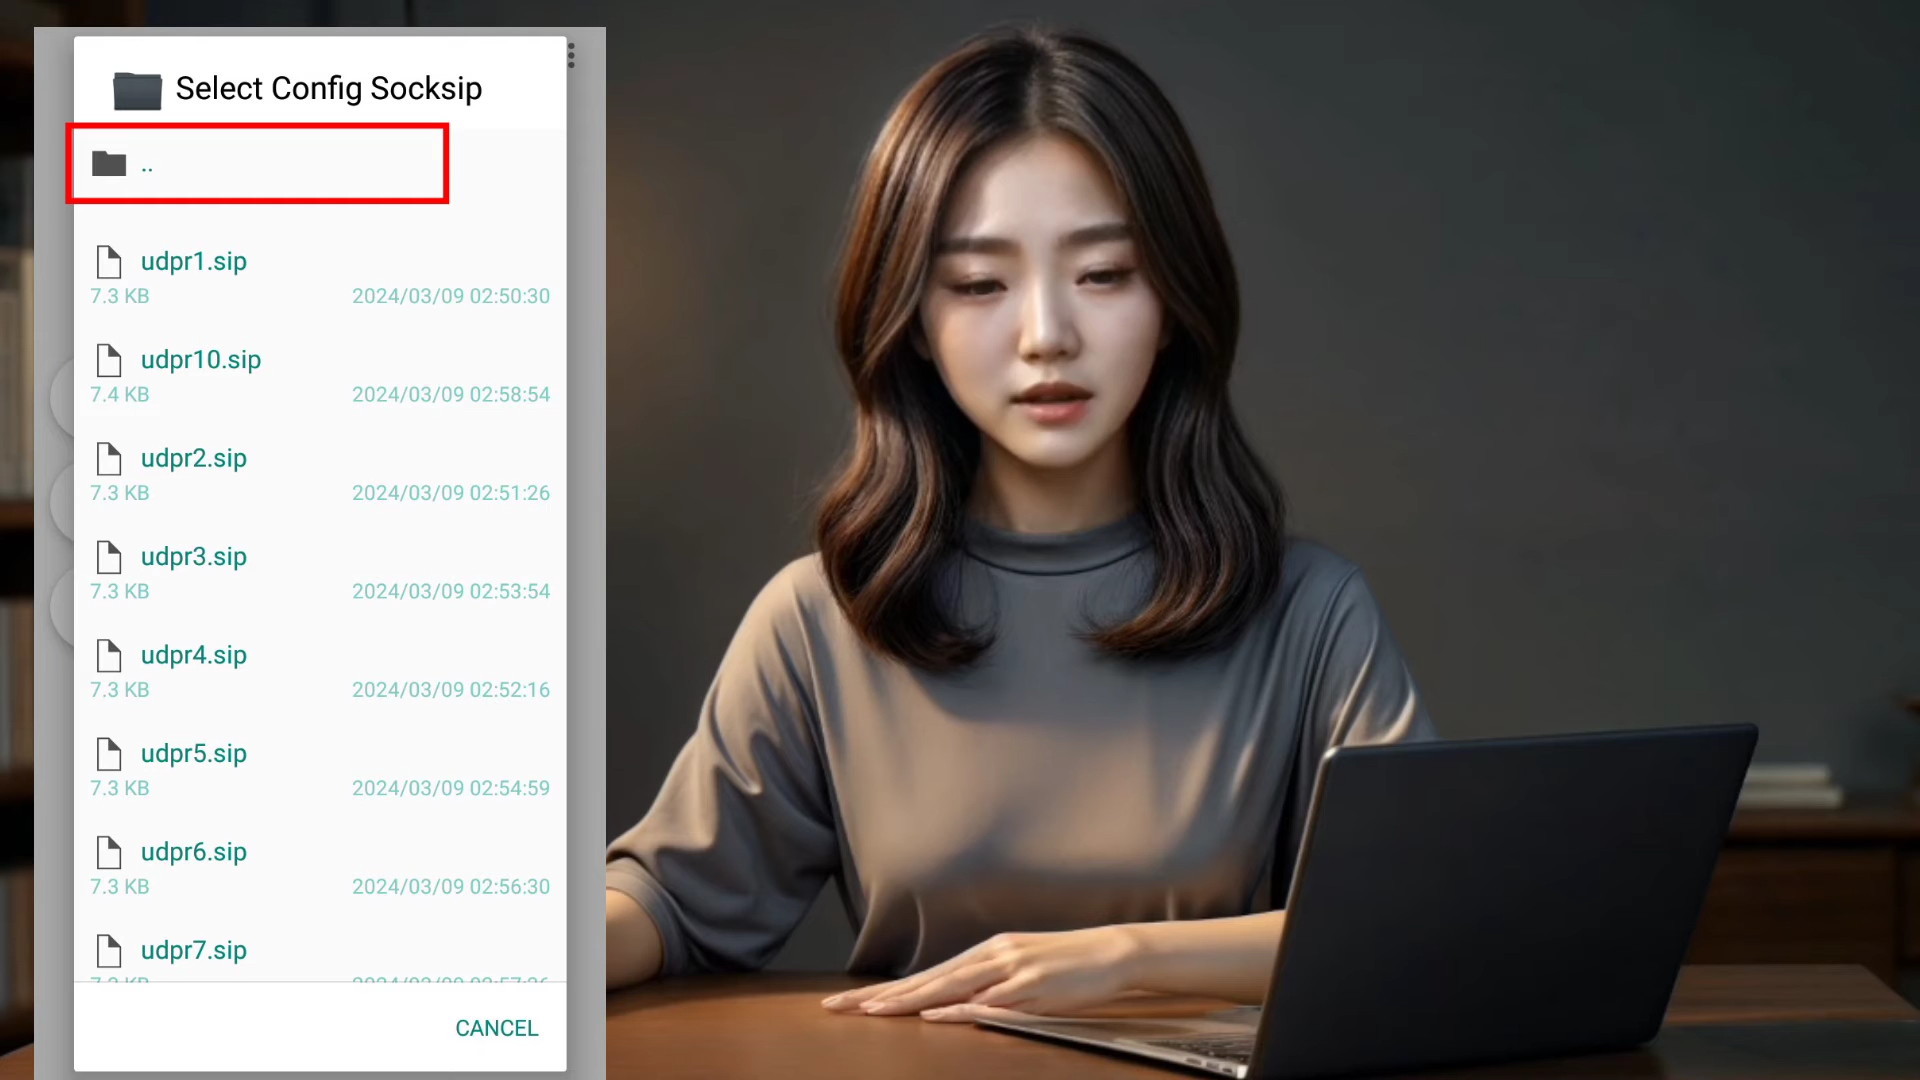 Select Config Socksip
..
udpr1.sip
7.3 KB 2024/03/09 02:50:30
udpr10.sip
7.4 KB 2024/03/09 02:58:54
udpr2.sip
7.3 KB 2024/03/09 02:51:26
udpr3.sip
7.3 KB 2024/03/09 02:53:54
udpr4.sip
7.3 KB 2024/03/09 02:52:16
udpr5.sip
7.3 KB 2024/03/09 02:54:59
udpr6.sip
7.3 KB 2024/03/09 02:56:30
udpr7.sip
CANCEL